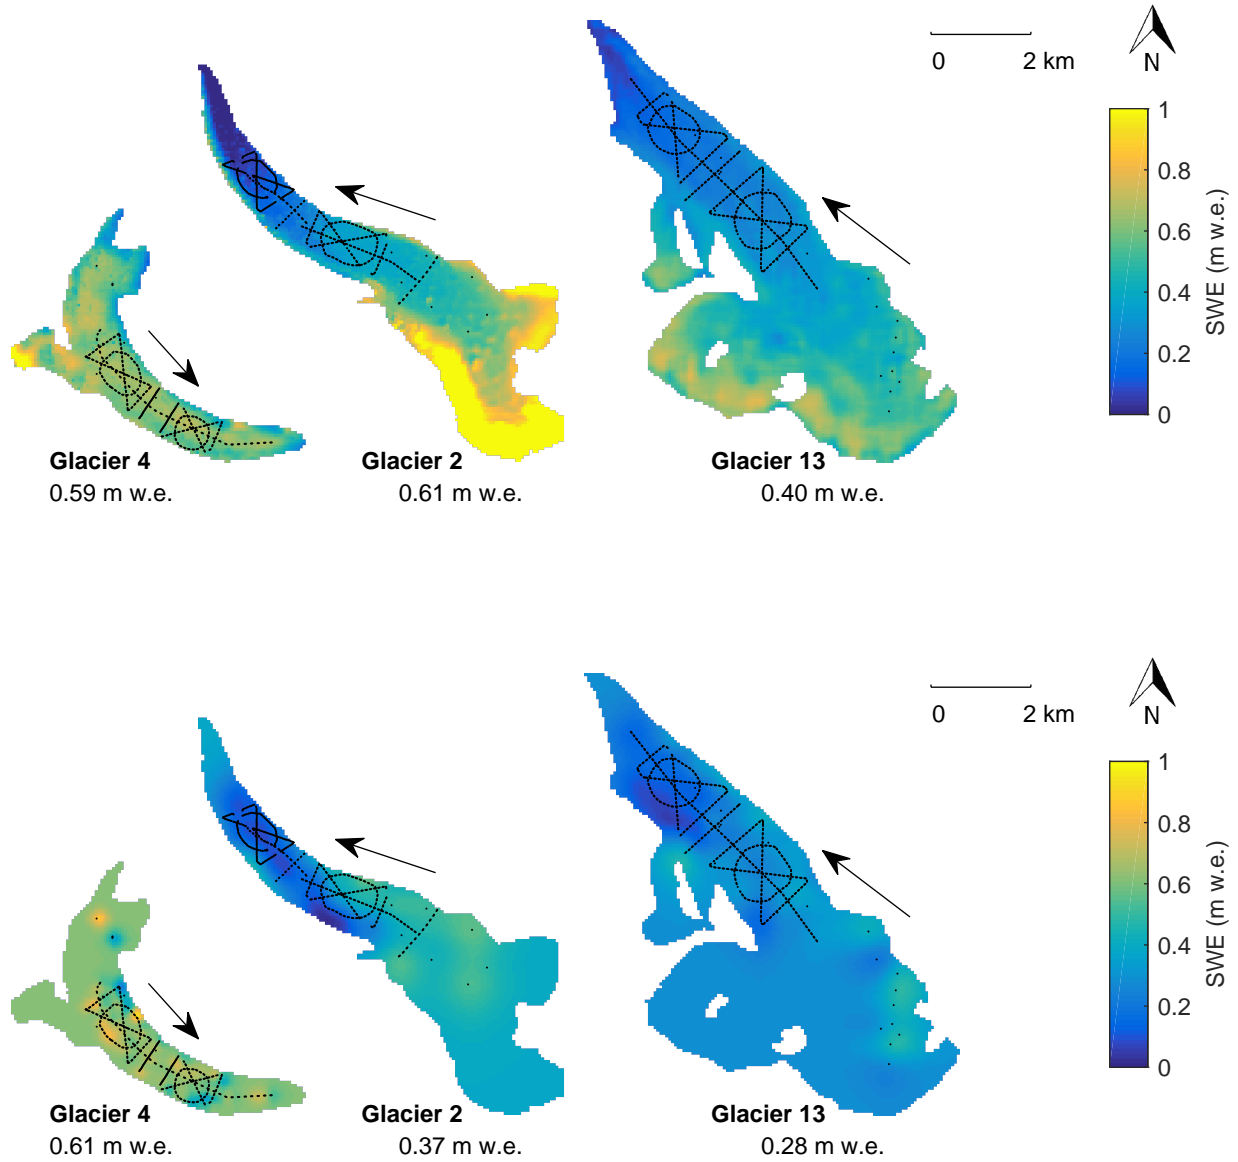 0 2 km
N
1
0.8
0.6
0.4
0.2
0
SWE (m w.e.)
Glacier 4 Glacier 2 Glacier 13
0.59 m w.e. 0.61 m w.e. 0.40 m w.e.
0 2 km
N
1
0.8
0.6
0.4
0.2
0
SWE (m w.e.)
Glacier 4 Glacier 2 Glacier 13
0.61 m w.e. 0.37 m w.e. 0.28 m w.e.